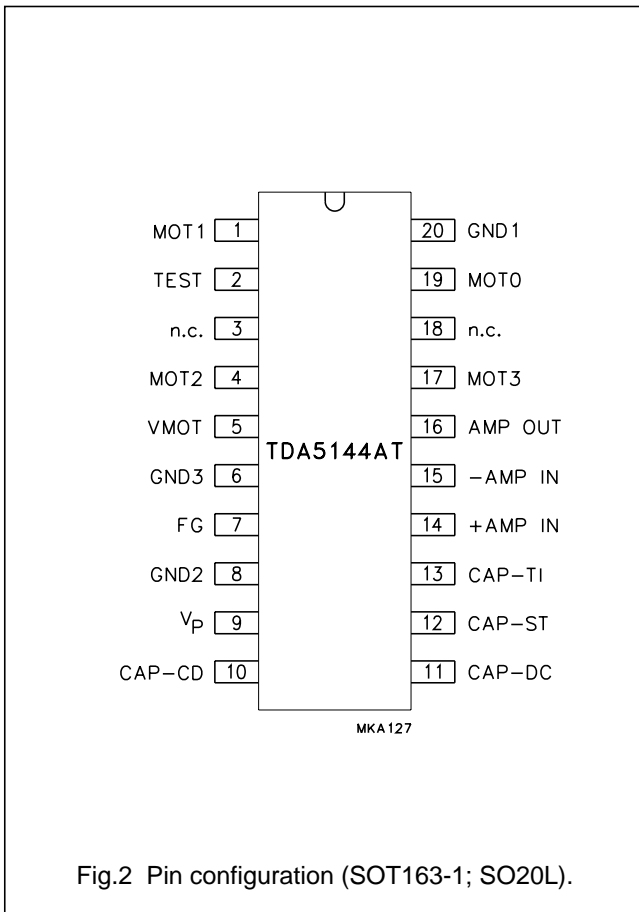 MOT1 1 20 GND1
TEST 2 19 MOT0
n.c. 3 18 n.c.
MOT2 4 17 MOT3
VMOT 5 16 AMP OUT
TDA5144AT
GND3 6 15 -AMP IN
FG 7 14 +AMP IN
GND2 8 13 CAP-TI
VP 9 12 CAP-ST
CAP-CD 10 11 CAP-DC
MKA127
Fig.2 Pin configuration (SOT163-1; SO20L).